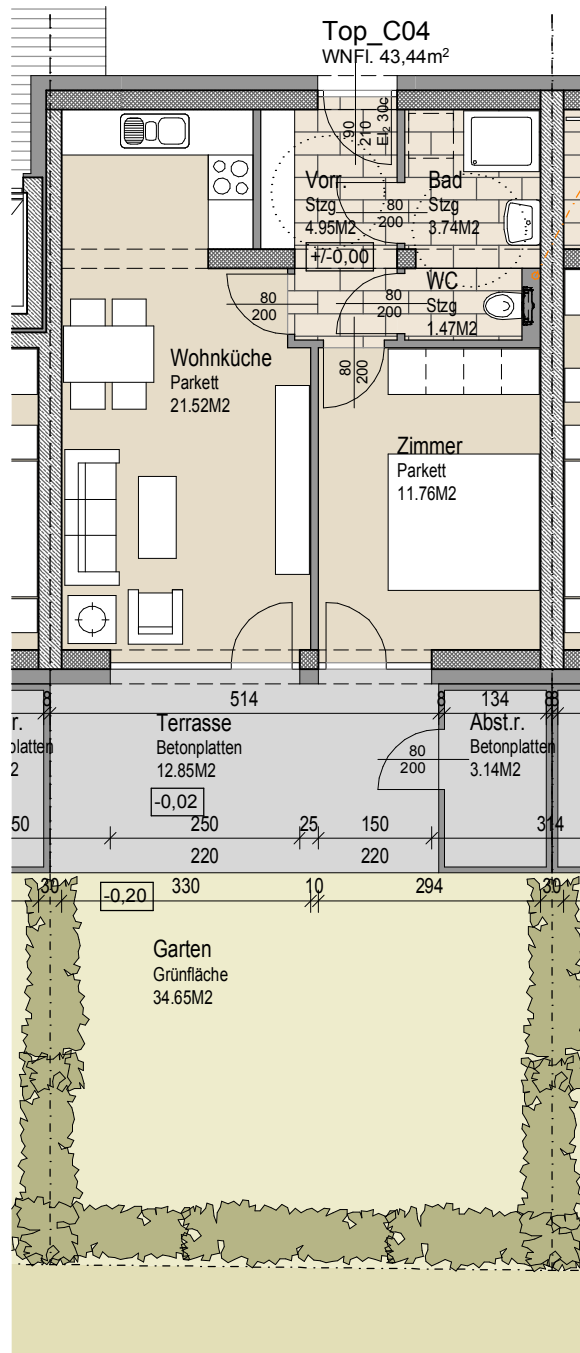 Top_C04
WNFl. 43,44m²
90
210
EI₂ 30c
Vorr.
Stzg
4.95M2
80
200
Bad
Stzg
3.74M2
+/-0,00
WC
Stzg
1.47M2
80
200
80
200
80
200
Wohnküche
Parkett
21.52M2
Zimmer
Parkett
11.76M2
8
514
8
134
8
r.
platten
2
Terrasse
Betonplatten
12.85M2
80
200
Abst.r.
Betonplatten
3.14M2
-0,02
50
250
25
150
314
220
220
30
-0,20
330
10
294
30
Garten
Grünfläche
34.65M2